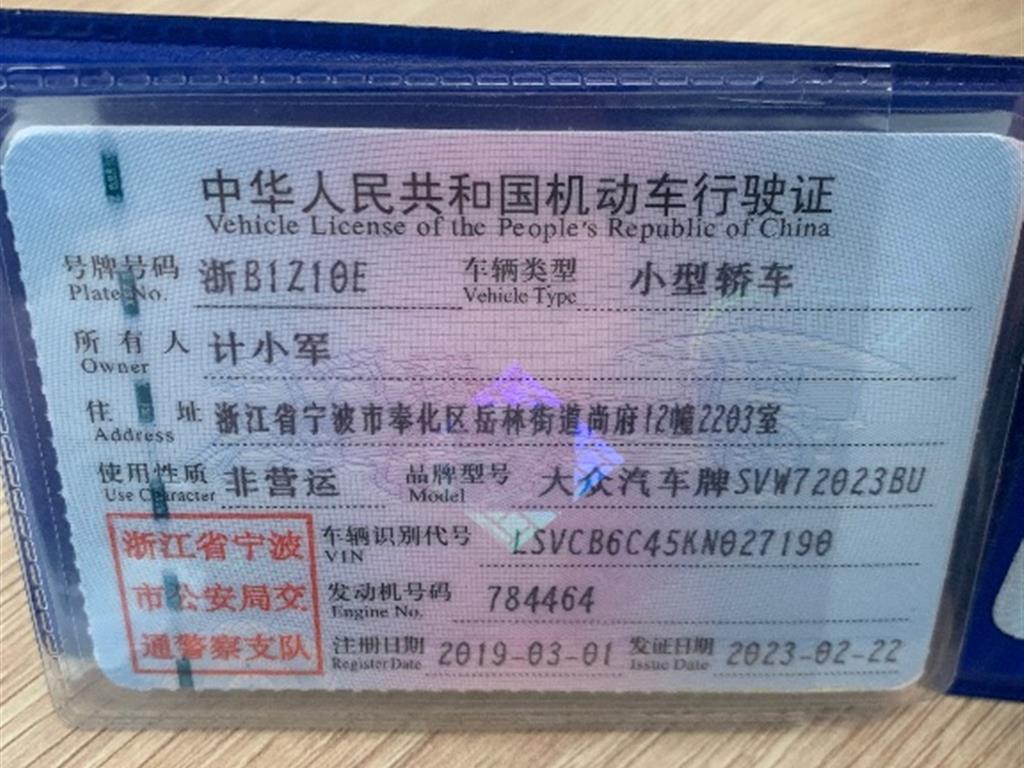 中华人民共和国机动车行驶证
Vehicle License of the People's Republic of China
号牌号码 浙B1Z10E 车辆类型 小型轿车
Plate No. Vehicle Type
所有人 计小军
Owner
住址 浙江省宁波市奉化区岳林街道尚府12幢2203室
Address
使用性质 非营运 品牌型号 大众汽车牌SVW72023BU
Use Character Model
浙江省宁波 车辆识别代号 LSVCB6C45KN027190
VIN
市公安局交 发动机号码 784464
Engine No.
通警察支队 注册日期 2019-03-01 发证日期 2023-02-22
Register Date Issue Date